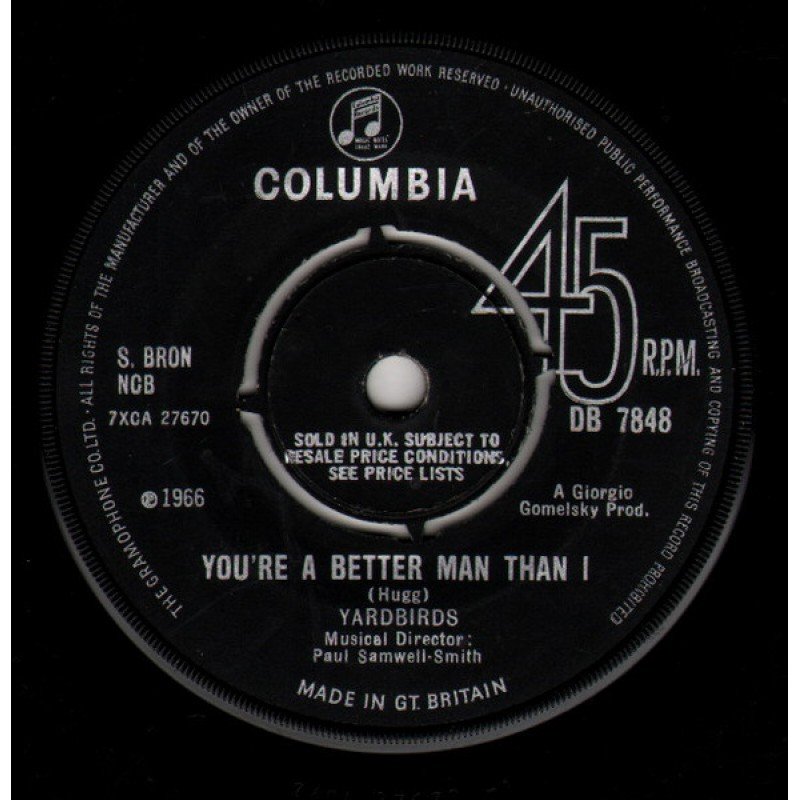 THE GRAMOPHONE CO. LTD. · ALL RIGHTS OF THE MANUFACTURER AND OF THE OWNER OF THE RECORDED WORK RESERVED · UNAUTHORISED PUBLIC PERFORMANCE BROADCASTING AND COPYING OF THIS RECORD PROHIBITED
COLUMBIA
45
R.P.M.
DB 7848
S. BRON
NCB
7XCA 27670
℗ 1966
SOLD IN U.K. SUBJECT TO
RESALE PRICE CONDITIONS,
SEE PRICE LISTS
A Giorgio
Gomelsky Prod.
YOU'RE A BETTER MAN THAN I
(Hugg)
YARDBIRDS
Musical Director:
Paul Samwell-Smith
MADE IN GT. BRITAIN